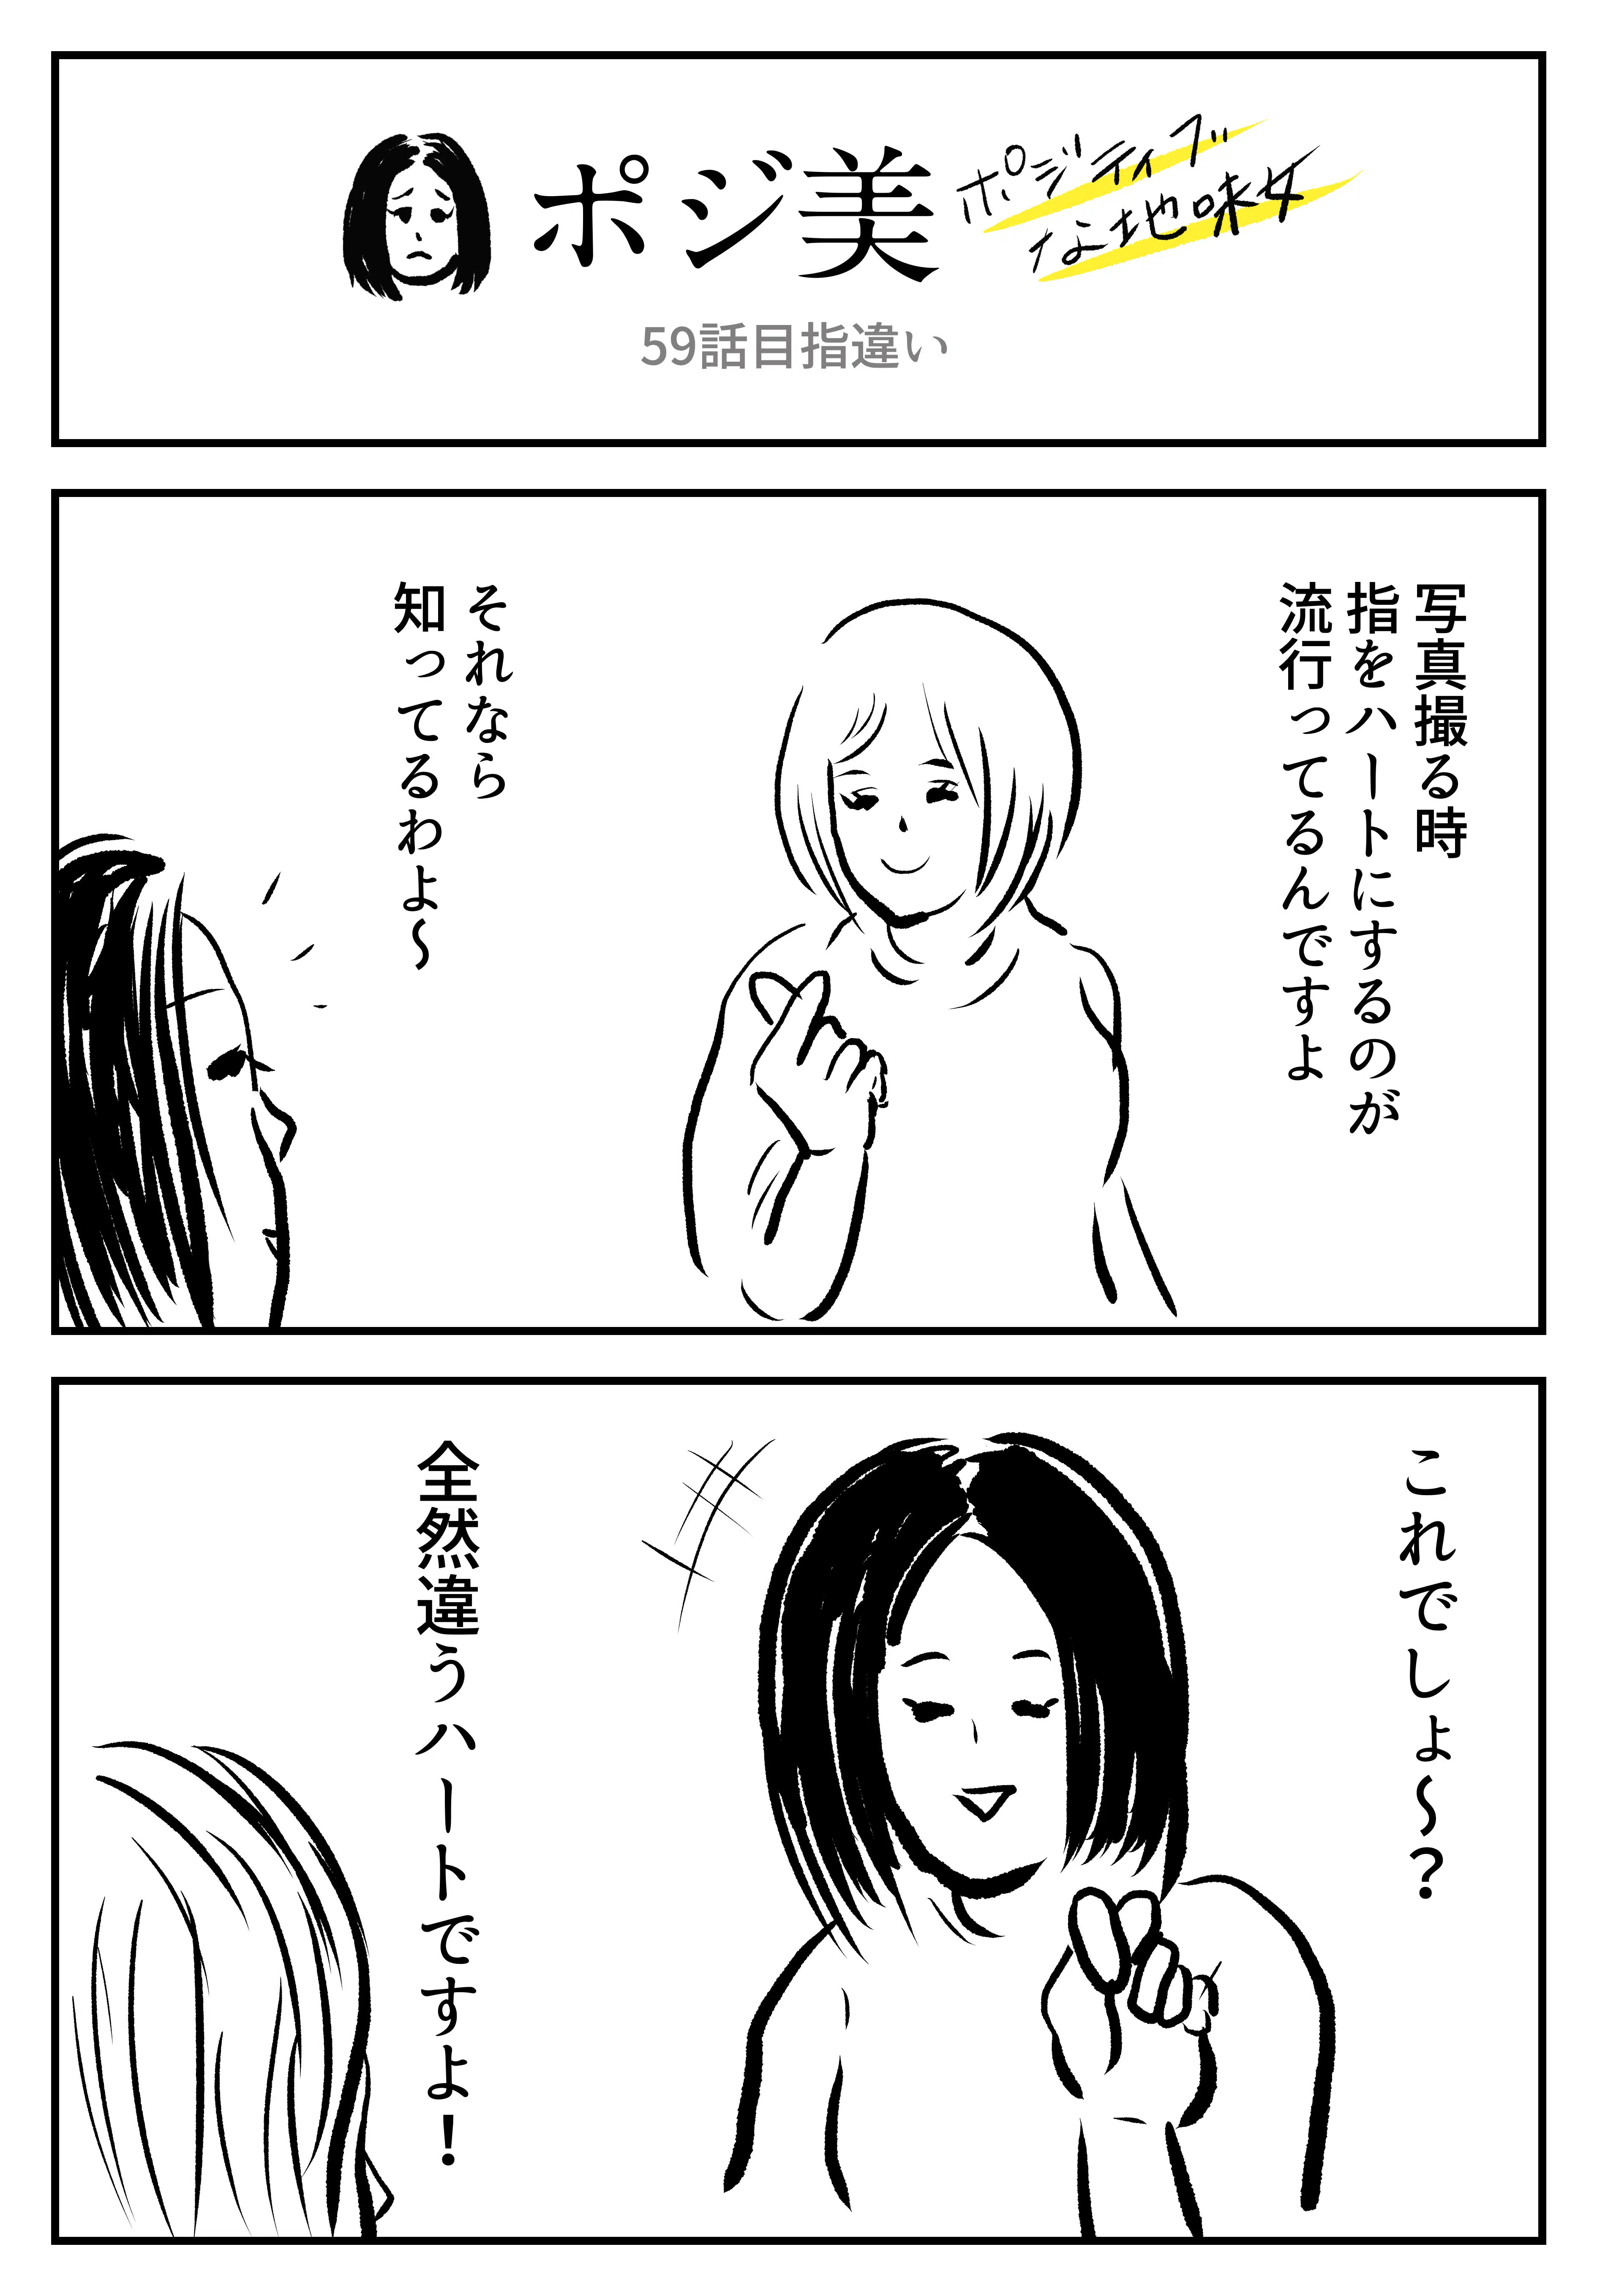 ポジ美
ポジティブ
な地味女
59話目指違い
写真撮る時
指をハートにするのが
流行ってるんですよ
それなら
知ってるわよ〜
これでしょ〜？
全然違うハートですよ！